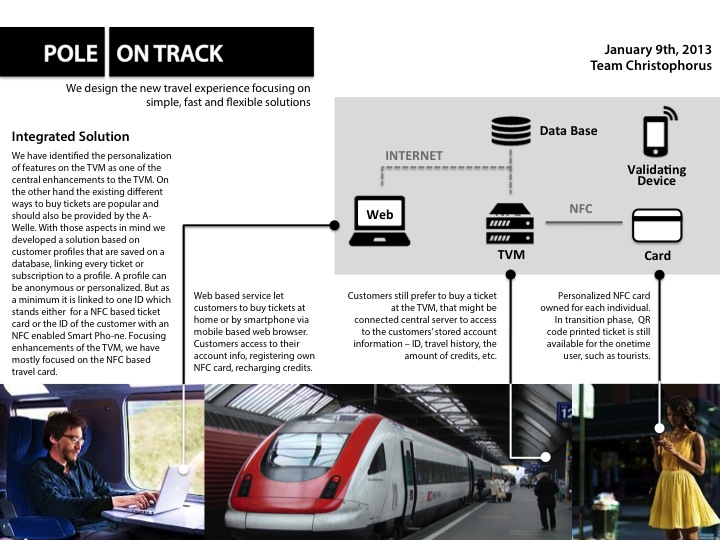 POLE ON TRACK
January 9th, 2013
Team Christophorus
We design the new travel experience focusing on
simple, fast and flexible solutions
Integrated Solution
We have identified the personalization
of features on the TVM as one of the
central enhancements to the TVM. On
the other hand the existing different
ways to buy tickets are popular and
should also be provided by the A-
Welle. With those aspects in mind we
developed a solution based on
customer profiles that are saved on a
database, linking every ticket or
subscription to a profile. A profile can
be anonymous or personalized. But as
a minimum it is linked to one ID which
stands either for a NFC based ticket
card or the ID of the customer with an
NFC enabled Smart Pho-ne. Focusing
enhancements of the TVM, we have
mostly focused on the NFC based
travel card.
Data Base
INTERNET
Validating
Device
Web
NFC
TVM
Card
Web based service let
customers to buy tickets at
home or by smartphone via
mobile based web browser.
Customers access to their
account info, registering own
NFC card, recharging credits.
Customers still prefer to buy a ticket
at the TVM, that might be
connected central server to access
to the customers' stored account
information – ID, travel history, the
amount of credits, etc.
Personalized NFC card
owned for each individual.
In transition phase, QR
code printed ticket is still
available for the onetime
user, such as tourists.
12